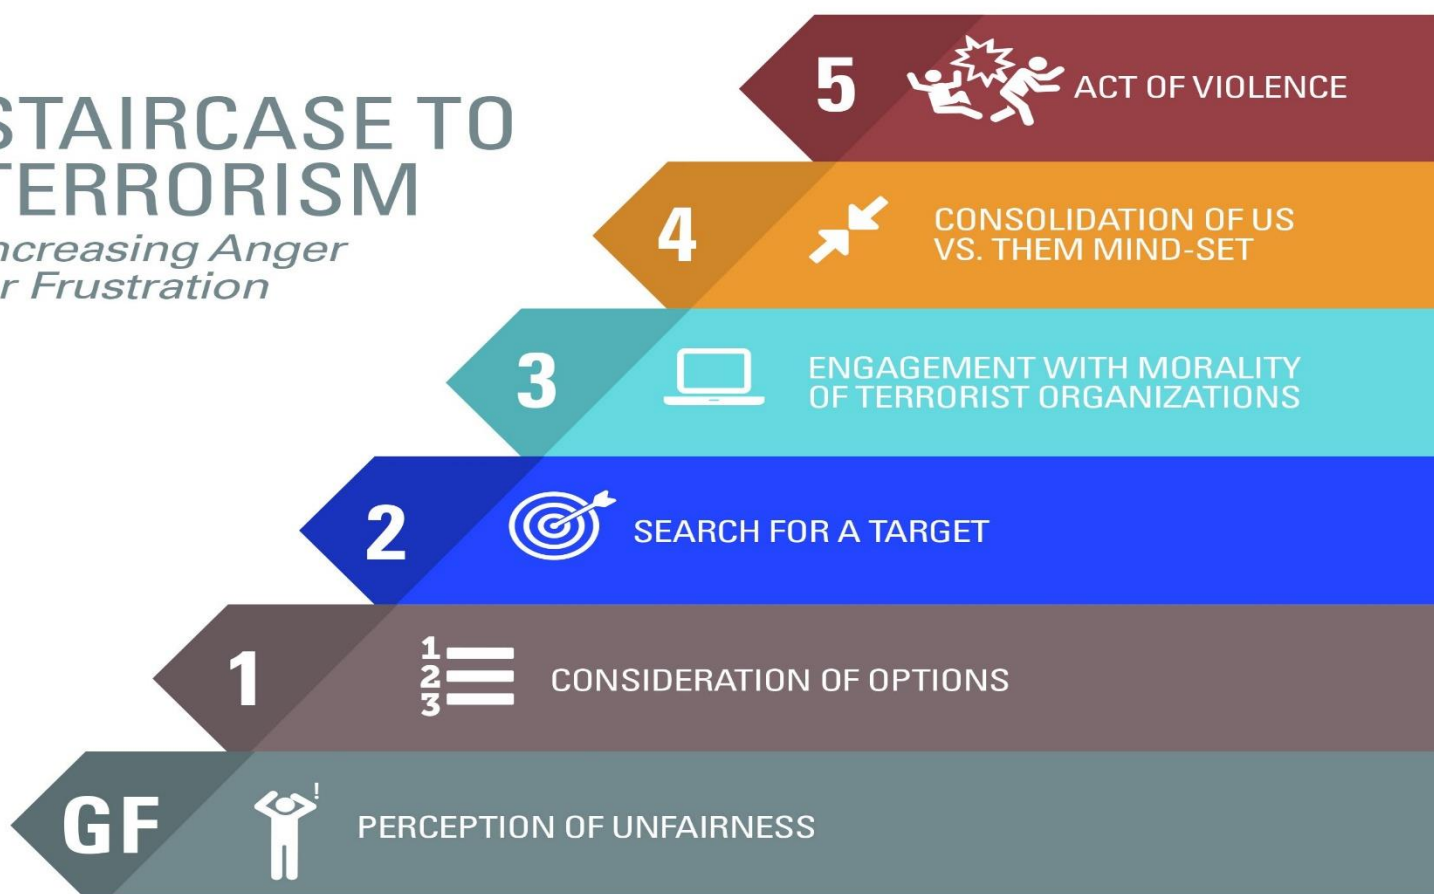 STAIRCASE TO
TERRORISM
ncreasing Anger
r Frustration
5 ACT OF VIOLENCE
4 CONSOLIDATION OF US
VS. THEM MIND-SET
3 ENGAGEMENT WITH MORALITY
OF TERRORIST ORGANIZATIONS
2 SEARCH FOR A TARGET
1 1
2
3 CONSIDERATION OF OPTIONS
GF ! PERCEPTION OF UNFAIRNESS